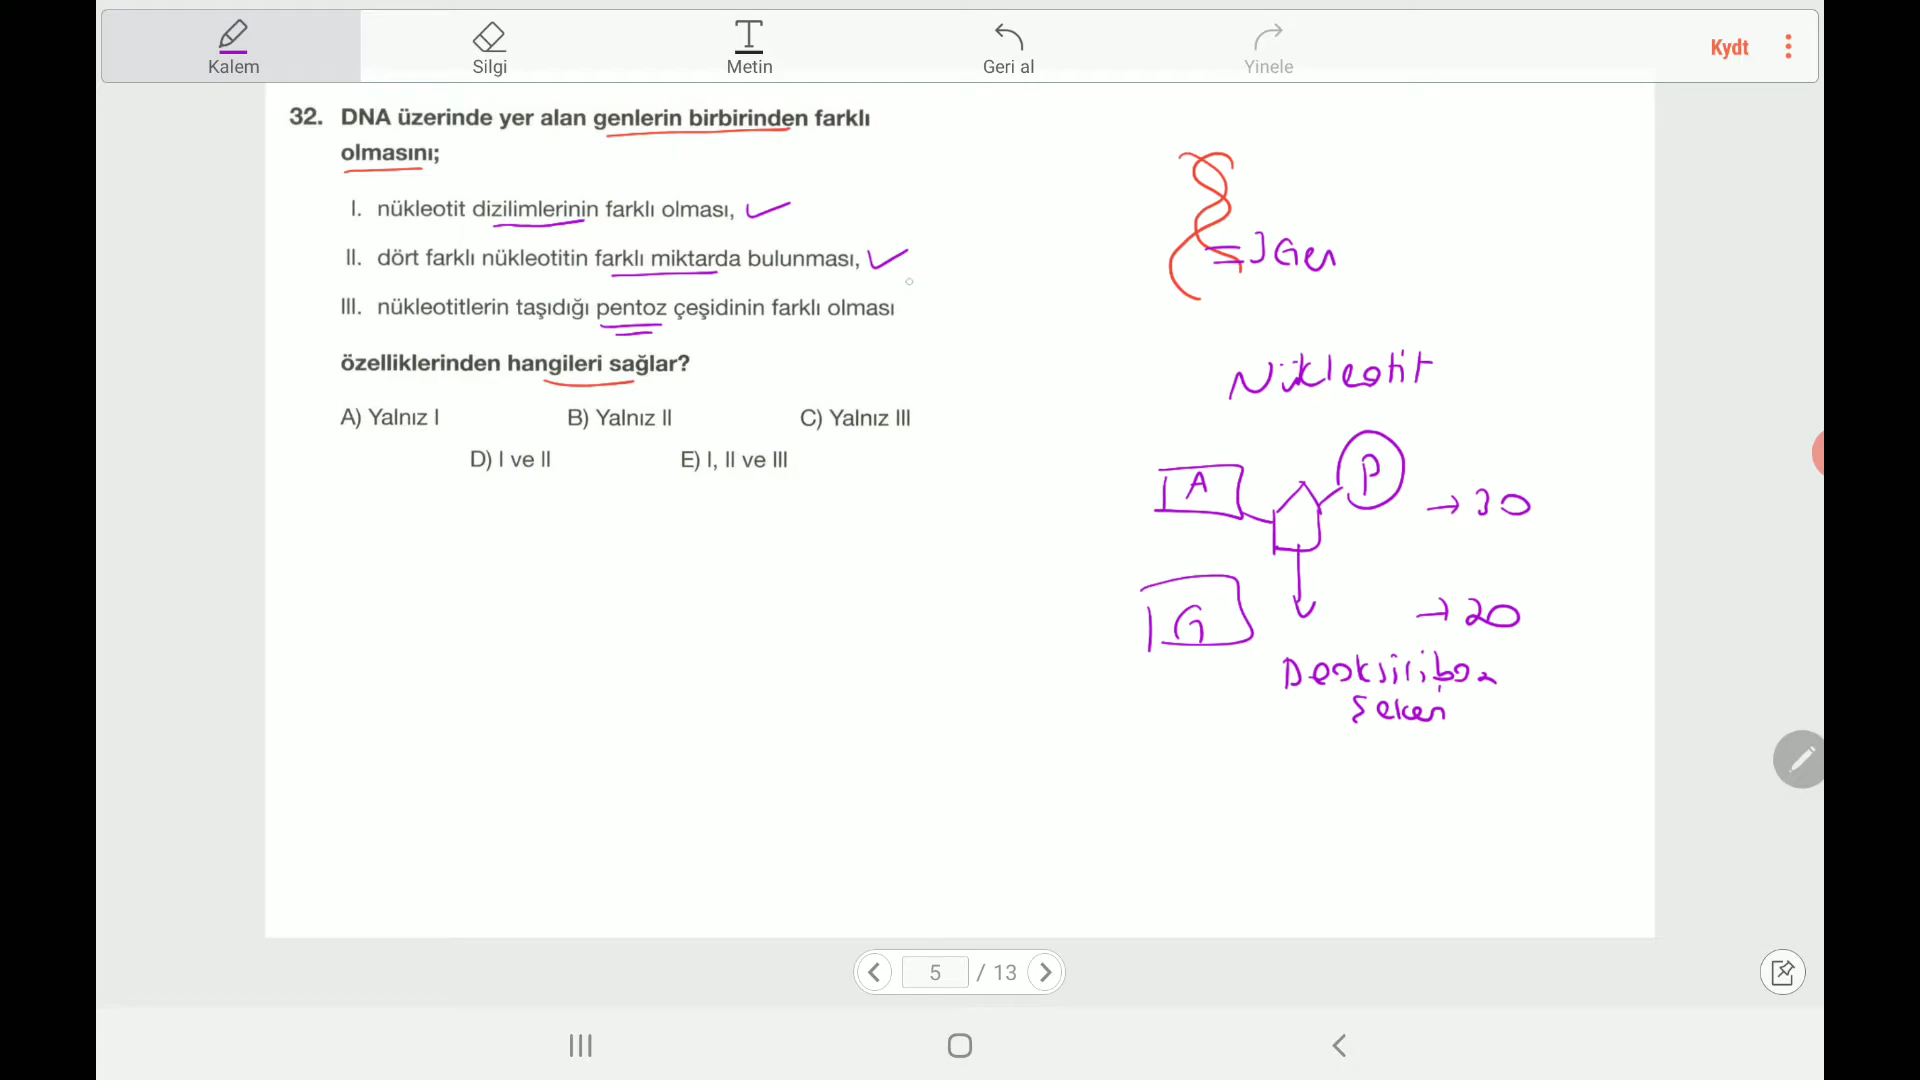 Kalem
Silgi
Metin
Geri al
Yinele
Kydt
32. DNA üzerinde yer alan genlerin birbirinden farklı
olmasını;
I. nükleotit dizilimlerinin farklı olması,
II. dört farklı nükleotitin farklı miktarda bulunması,
III. nükleotitlerin taşıdığı pentoz çeşidinin farklı olması
özelliklerinden hangileri sağlar?
A) Yalnız I B) Yalnız II C) Yalnız III
D) I ve II E) I, II ve III
Gen
Nükleotit
A
P
→ 30
G
→ 20
Deoksiriboz
Şeker
5 / 13